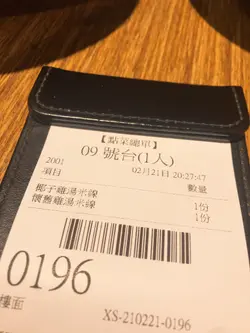 【點菜總單】
09 號台(1人)
2001 02月21日 20:27:47
項目 數量
椰子雞湯米線 1份
懷舊雞湯米線 1份
0196
樓面 XS-210221-0196